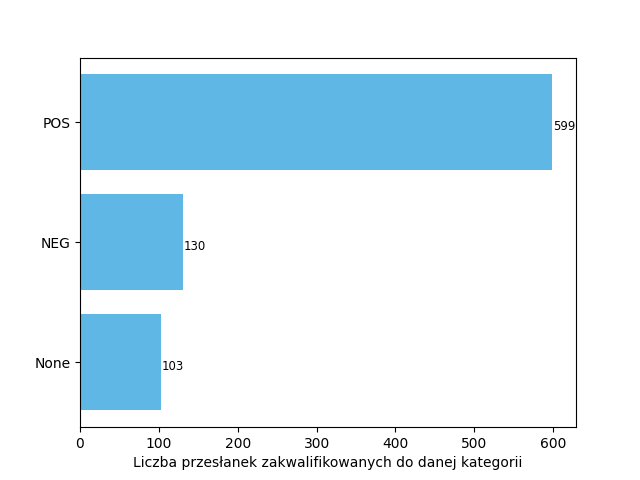 POS
599
NEG
130
None
103
0 100 200 300 400 500 600
Liczba przesłanek zakwalifikowanych do danej kategorii